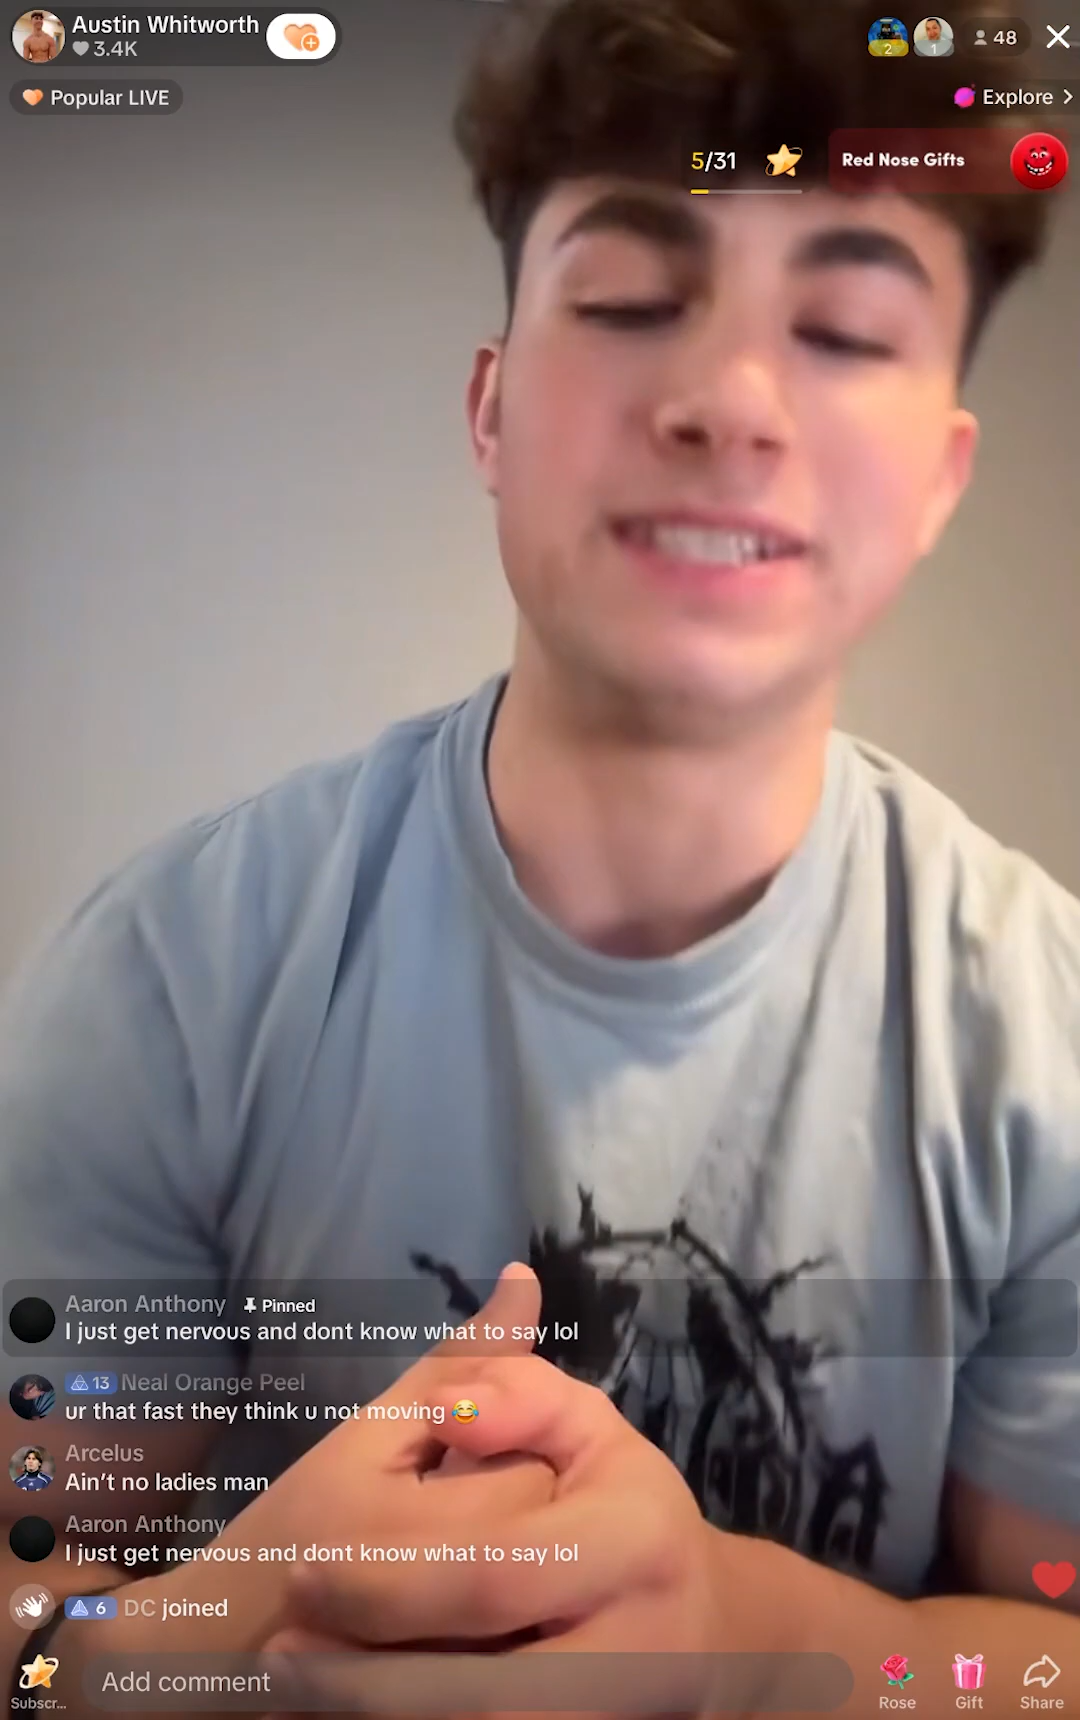 Austin Whitworth
3.4K
2
1
48
Popular LIVE
Explore
5/31
Red Nose Gifts
Aaron Anthony Pinned
I just get nervous and dont know what to say lol
13 Neal Orange Peel
ur that fast they think u not moving 😂
Arcelus
Ain’t no ladies man
Aaron Anthony
I just get nervous and dont know what to say lol
6 DC joined
Add comment
Subscr...
Rose
Gift
Share